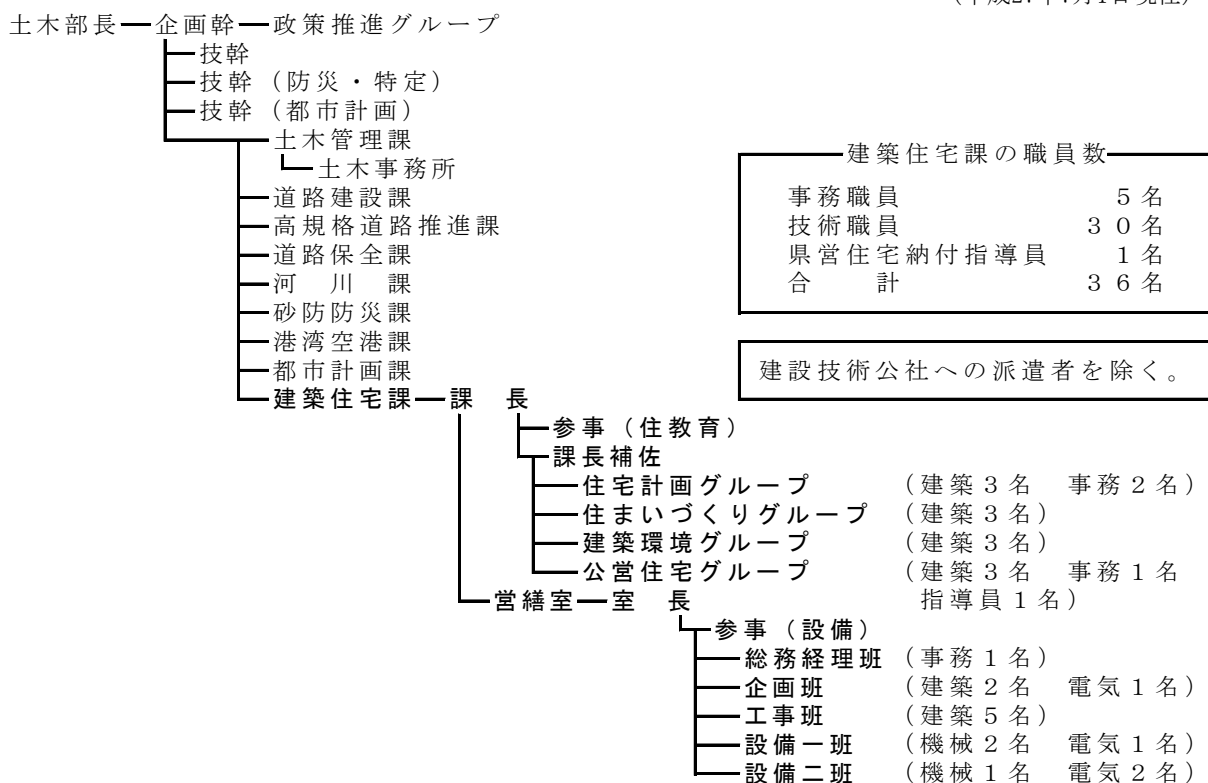 土木部長 企画幹 政策推進グループ
技幹
技幹（防災・特定）
技幹（都市計画）
土木管理課
土木事務所
道路建設課
高規格道路推進課
道路保全課
河川課
砂防防災課
港湾空港課
都市計画課
建築住宅課 課長
参事（住教育）
課長補佐
住宅計画グループ （建築３名 事務２名）
住まいづくりグループ （建築３名）
建築環境グループ （建築３名）
公営住宅グループ （建築３名 事務１名
指導員１名）
営繕室 室長
参事（設備）
総務経理班 （事務１名）
企画班 （建築２名 電気１名）
工事班 （建築５名）
設備一班 （機械２名 電気１名）
設備二班 （機械１名 電気２名）
建築住宅課の職員数
事務職員 ５名
技術職員 ３０名
県営住宅納付指導員 １名
合計 ３６名
建設技術公社への派遣者を除く。